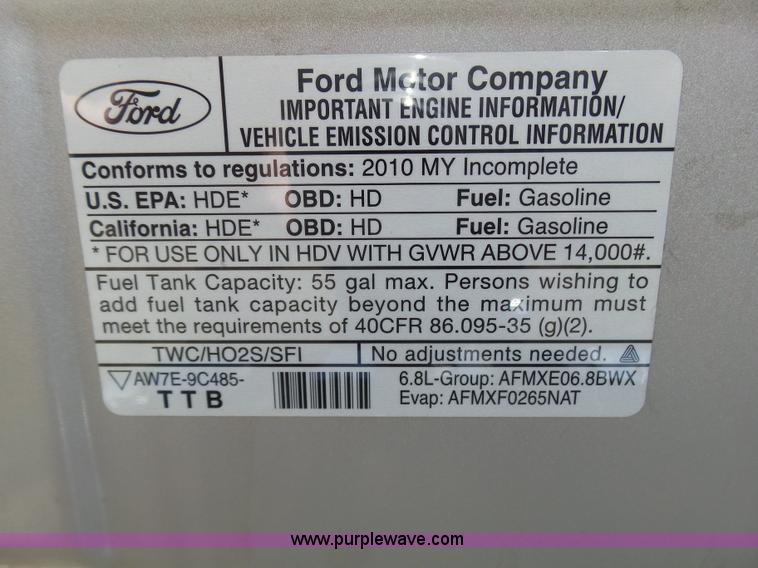 Ford
Ford Motor Company
IMPORTANT ENGINE INFORMATION/
VEHICLE EMISSION CONTROL INFORMATION
Conforms to regulations: 2010 MY Incomplete
U.S. EPA: HDE* OBD: HD Fuel: Gasoline
California: HDE* OBD: HD Fuel: Gasoline
* FOR USE ONLY IN HDV WITH GVWR ABOVE 14,000#.
Fuel Tank Capacity: 55 gal max. Persons wishing to
add fuel tank capacity beyond the maximum must
meet the requirements of 40CFR 86.095-35 (g)(2).
TWC/HO2S/SFI No adjustments needed.
AW7E-9C485- 6.8L-Group: AFMXE06.8BWX
TTB Evap: AFMXF0265NAT
www.purplewave.com